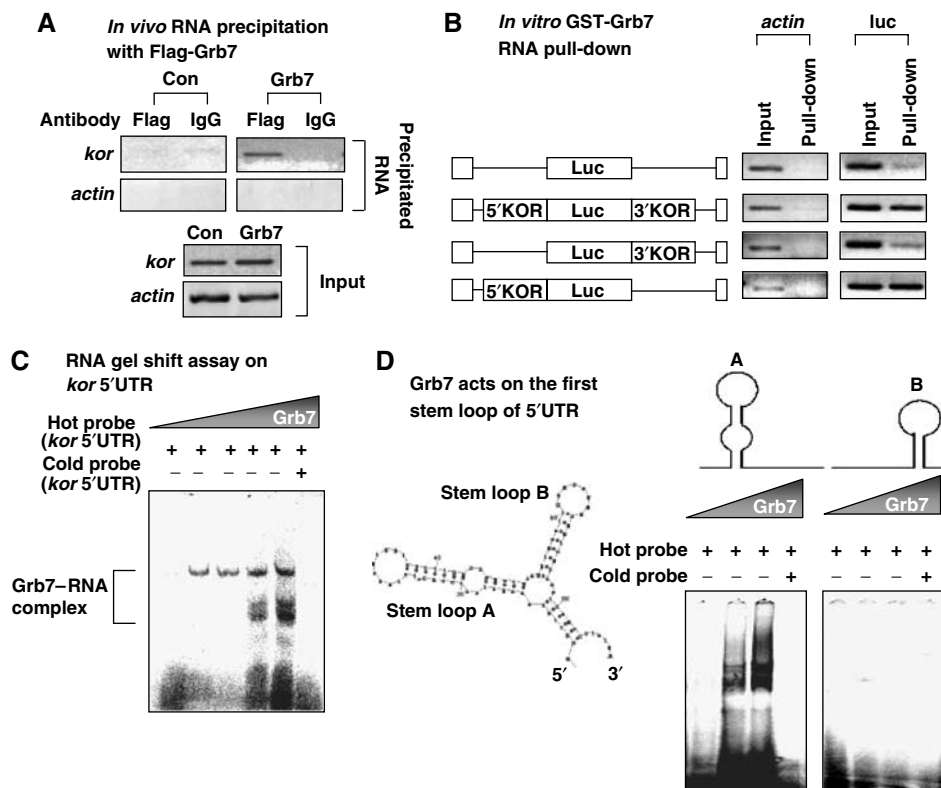 A
In vivo RNA precipitation
with Flag-Grb7
Con Grb7
Antibody Flag IgG Flag IgG
kor
actin
Precipitated
RNA
Con Grb7
kor
actin
Input
B
In vitro GST-Grb7
RNA pull-down
actin luc
Input Pull-down Input Pull-down
Luc
5′KOR Luc 3′KOR
Luc 3′KOR
5′KOR Luc
C
RNA gel shift assay on
kor 5′UTR
Grb7
Hot probe
(kor 5′UTR)
+ + + + + +
Cold probe
(kor 5′UTR)
– – – – – +
Grb7–RNA
complex
D
Grb7 acts on the first
stem loop of 5′UTR
A
B
Stem loop B
Stem loop A
5′ 3′
Grb7 Grb7
Hot probe + + + + + + + +
Cold probe – – – + – – – +